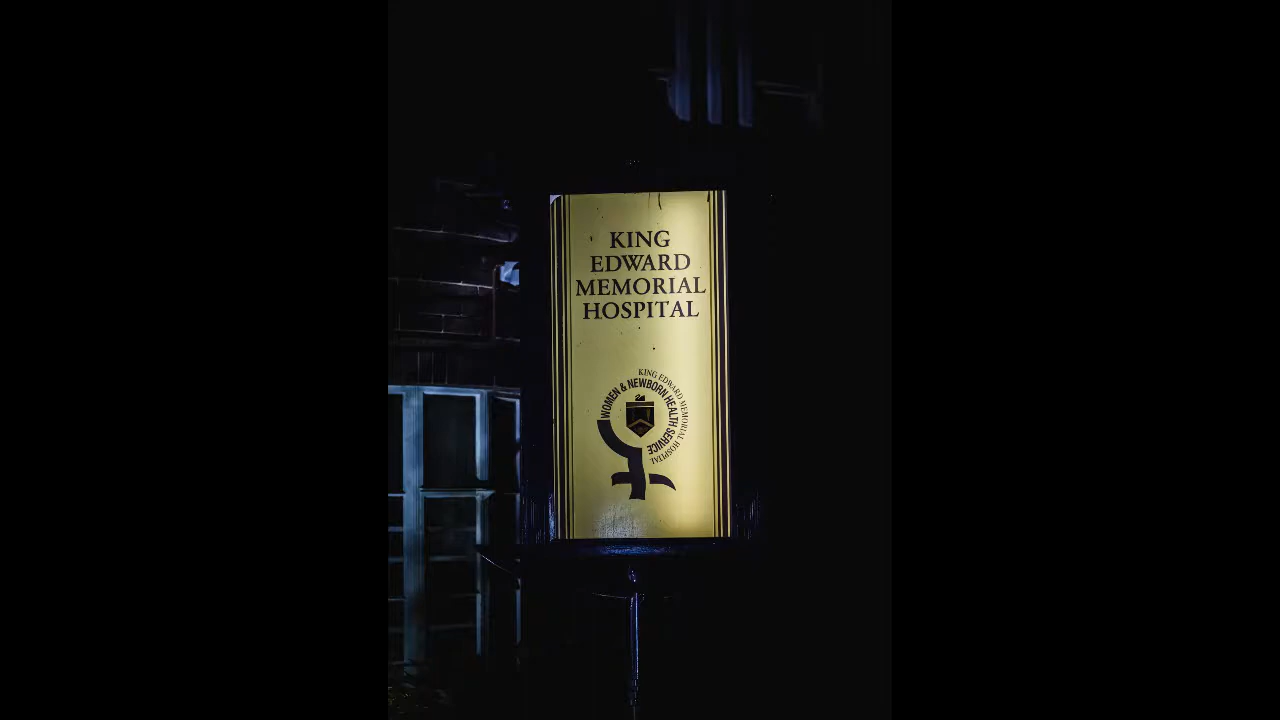 KING
EDWARD
MEMORIAL
HOSPITAL
KING EDWARD MEMORIAL HOSPITAL
WOMEN & NEWBORN HEALTH SERVICE